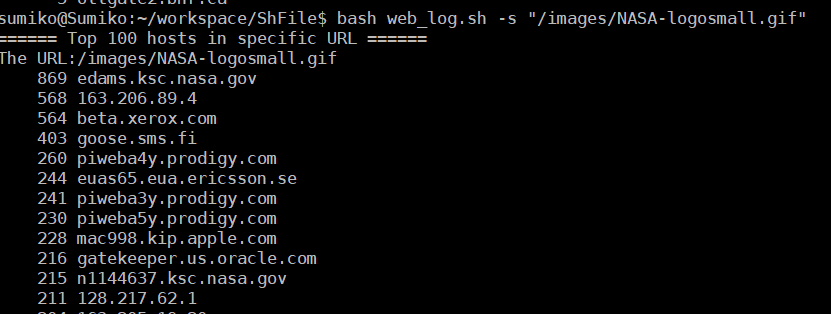 sumiko@Sumiko:~/workspace/ShFile$ bash web_log.sh -s "/images/NASA-logosmall.gif"
====== Top 100 hosts in specific URL ======
The URL:/images/NASA-logosmall.gif
869 edams.ksc.nasa.gov
568 163.206.89.4
564 beta.xerox.com
403 goose.sms.fi
260 piweba4y.prodigy.com
244 euas65.eua.ericsson.se
241 piweba3y.prodigy.com
230 piweba5y.prodigy.com
228 mac998.kip.apple.com
216 gatekeeper.us.oracle.com
215 n1144637.ksc.nasa.gov
211 128.217.62.1